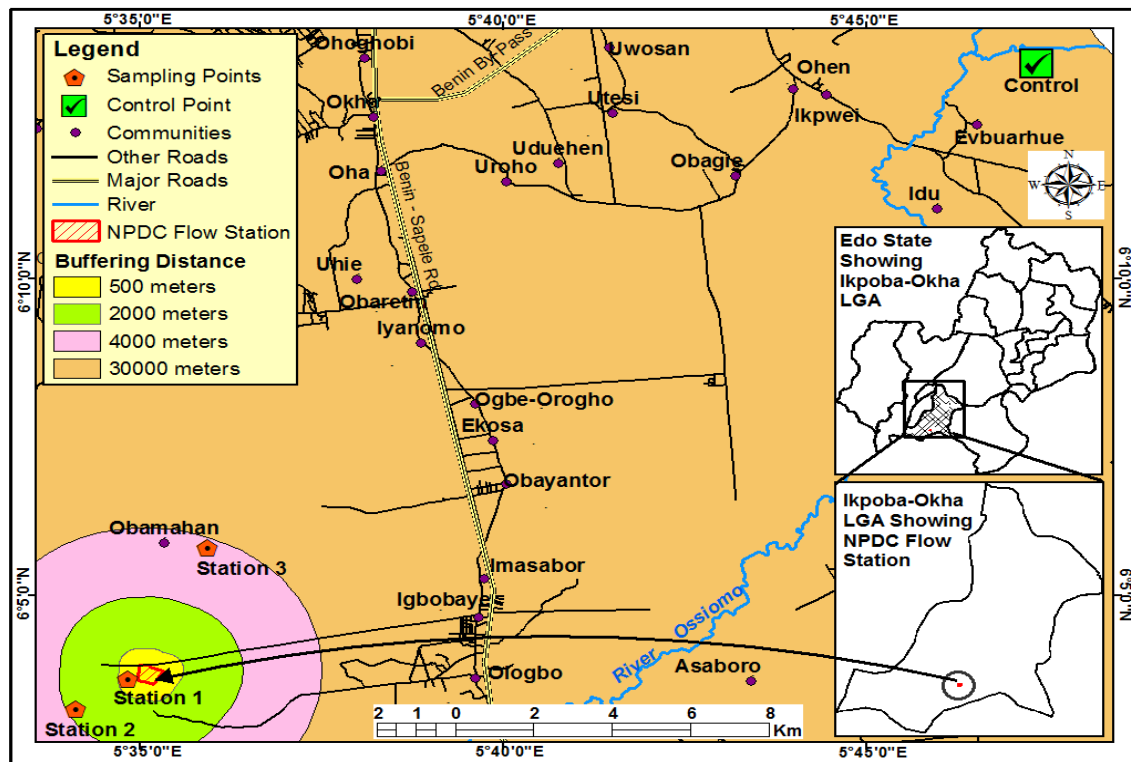 5°35'0"E
5°40'0"E
5°45'0"E
Legend
Sampling Points
Control Point
Communities
Other Roads
Major Roads
River
NPDC Flow Station
Buffering Distance
500 meters
2000 meters
4000 meters
30000 meters
Ohoghobi
Uwosan
Benin By-Pass
Ohen
Control
Okha
Utesi
Ikpwei
Evbuarhue
Oha
Uroho
Uduehen
Obagie
Benin - Sapele Rd
Idu
N
W
E
S
Uhie
Obaretin
Iyanomo
6°10'0"N
6°10'0"N
Edo State
Showing
Ikpoba-Okha
LGA
Ogbe-Orogho
Ekosa
Obayantor
Ikpoba-Okha
LGA Showing
NPDC Flow
Station
Obamahan
Station 3
Imasabor
6°5'0"N
6°5'0"N
Igbobaye
River Ossiomo
Asaboro
Ologbo
Station 1
Station 2
2 1 0 2 4 6 8
Km
5°35'0"E
5°40'0"E
5°45'0"E